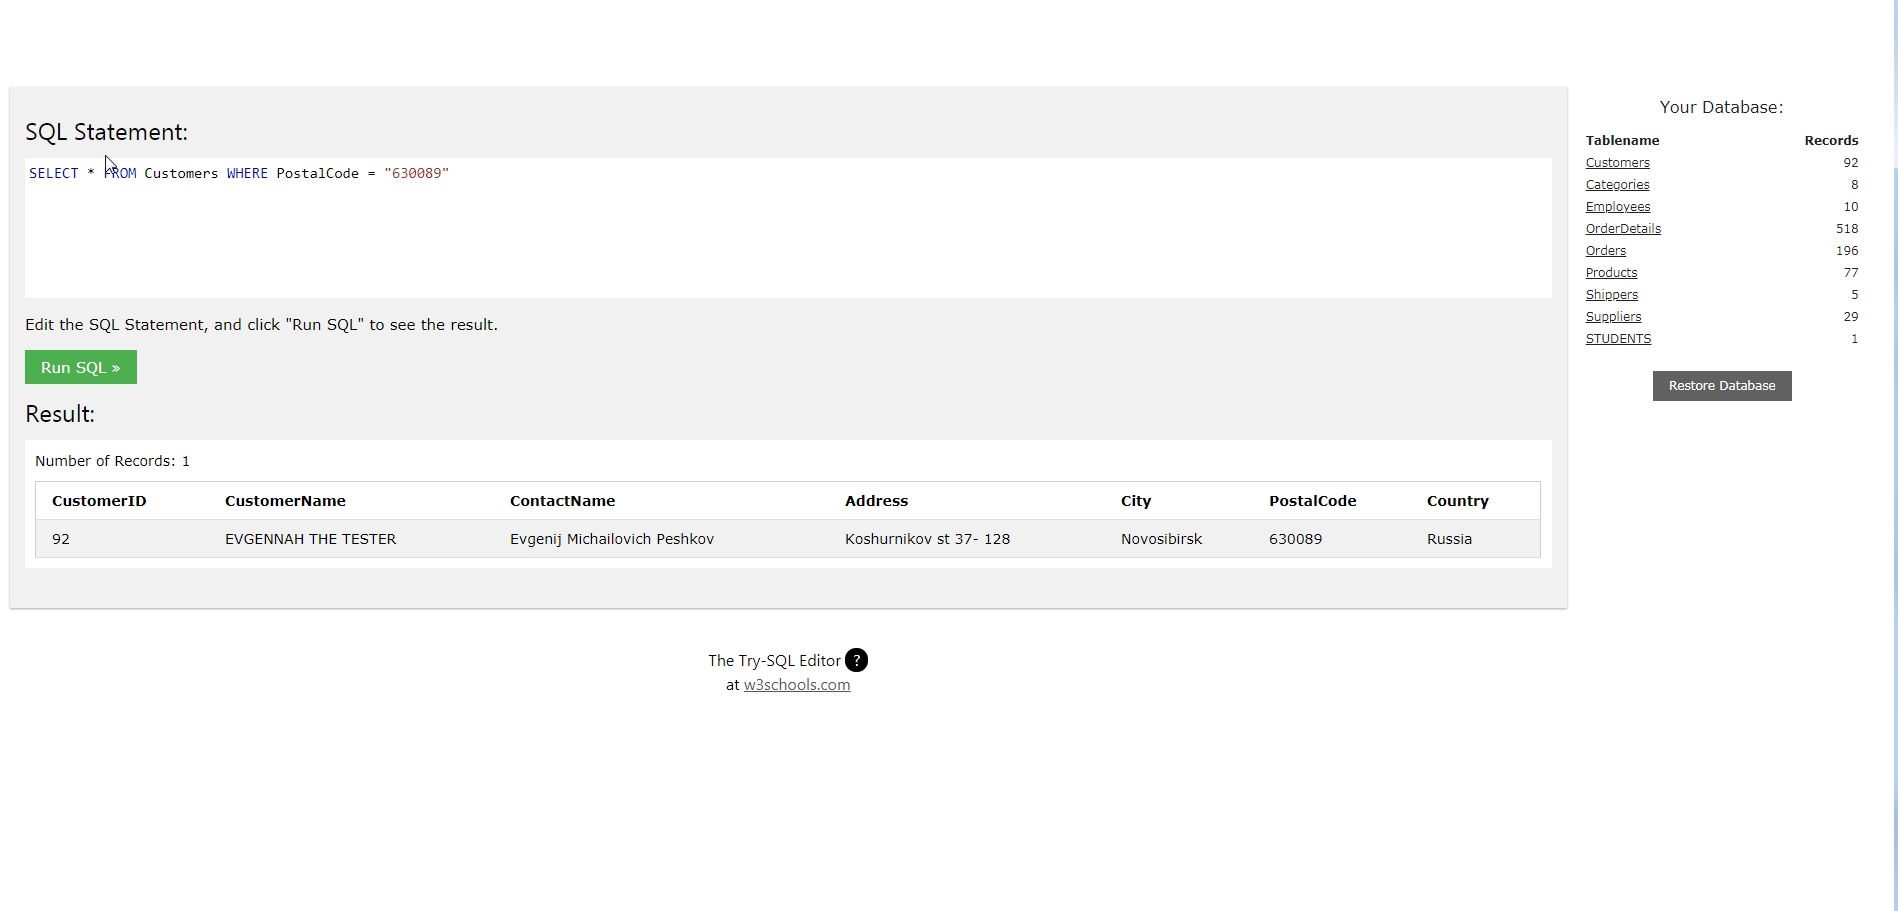 SQL Statement:
SELECT * FROM Customers WHERE PostalCode = "630089"
Edit the SQL Statement, and click "Run SQL" to see the result.
Run SQL »
Result:
Number of Records: 1
CustomerID CustomerName ContactName Address City PostalCode Country
92 EVGENNAH THE TESTER Evgenij Michailovich Peshkov Koshurnikov st 37- 128 Novosibirsk 630089 Russia
The Try-SQL Editor ?
at w3schools.com
Your Database:
Tablename Records
Customers 92
Categories 8
Employees 10
OrderDetails 518
Orders 196
Products 77
Shippers 5
Suppliers 29
STUDENTS 1
Restore Database